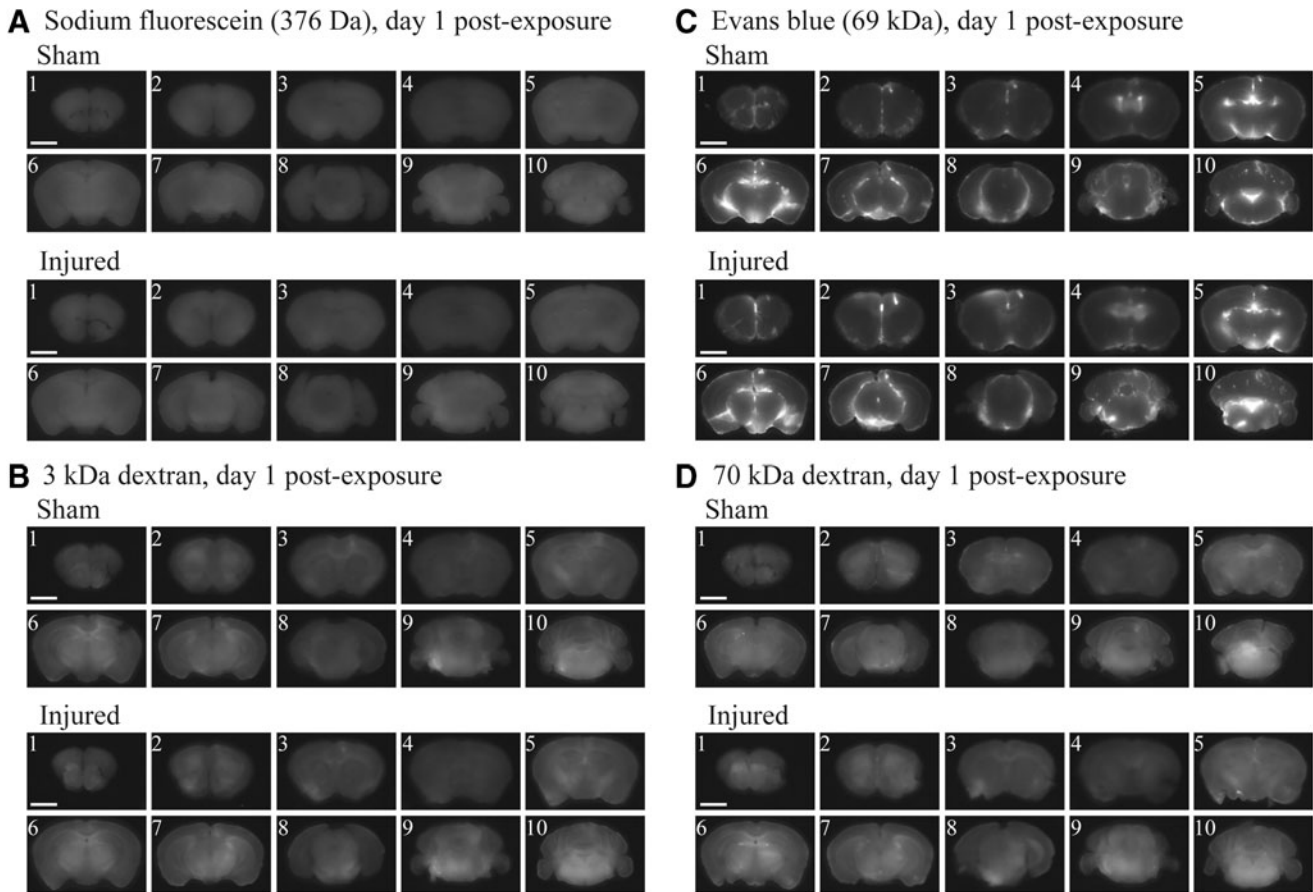 A Sodium fluorescein (376 Da), day 1 post-exposure
Sham
1 2 3 4 5
6 7 8 9 10
Injured
1 2 3 4 5
6 7 8 9 10
B 3 kDa dextran, day 1 post-exposure
Sham
1 2 3 4 5
6 7 8 9 10
Injured
1 2 3 4 5
6 7 8 9 10
C Evans blue (69 kDa), day 1 post-exposure
Sham
1 2 3 4 5
6 7 8 9 10
Injured
1 2 3 4 5
6 7 8 9 10
D 70 kDa dextran, day 1 post-exposure
Sham
1 2 3 4 5
6 7 8 9 10
Injured
1 2 3 4 5
6 7 8 9 10